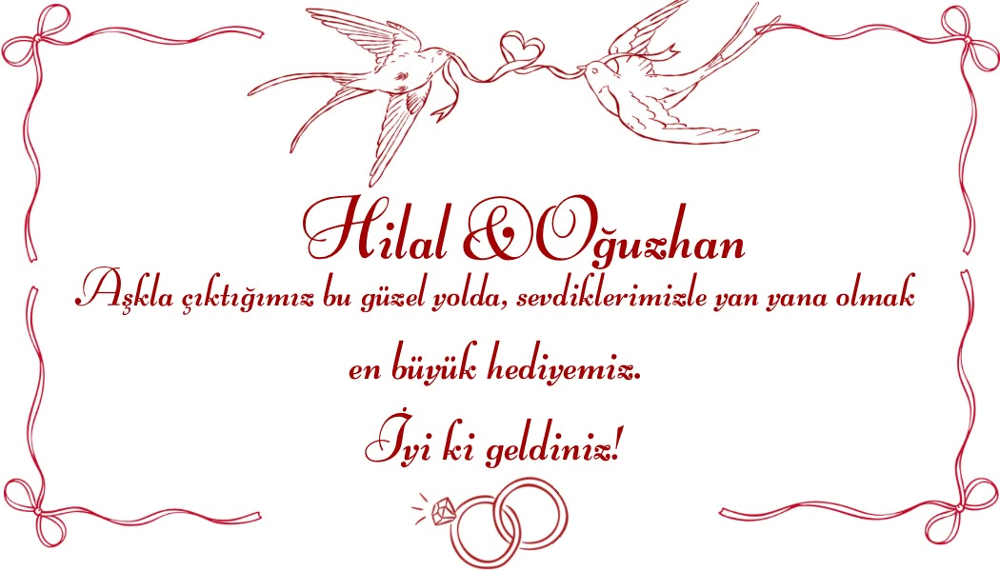 Hilal & Oğuzhan
Aşkla çıktığımız bu güzel yolda, sevdiklerimizle yan yana olmak
en büyük hediyemiz.
İyi ki geldiniz!